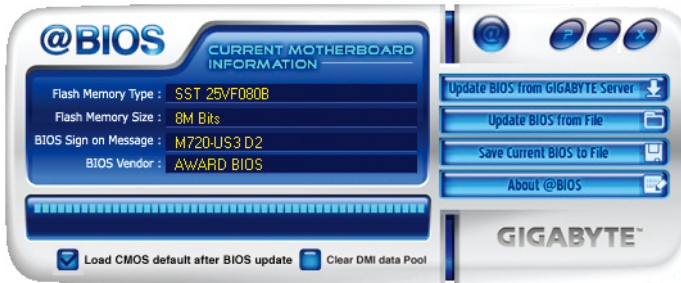 @BIOS
CURRENT MOTHERBOARD
INFORMATION
Flash Memory Type : SST 25VF080B
Flash Memory Size : 8M Bits
BIOS Sign on Message : M720-US3 D2
BIOS Vendor : AWARD BIOS
Load CMOS default after BIOS update
Clear DMI data Pool
@ ? _ X
Update BIOS from GIGABYTE Server
Update BIOS from File
Save Current BIOS to File
About @BIOS
GIGABYTE™